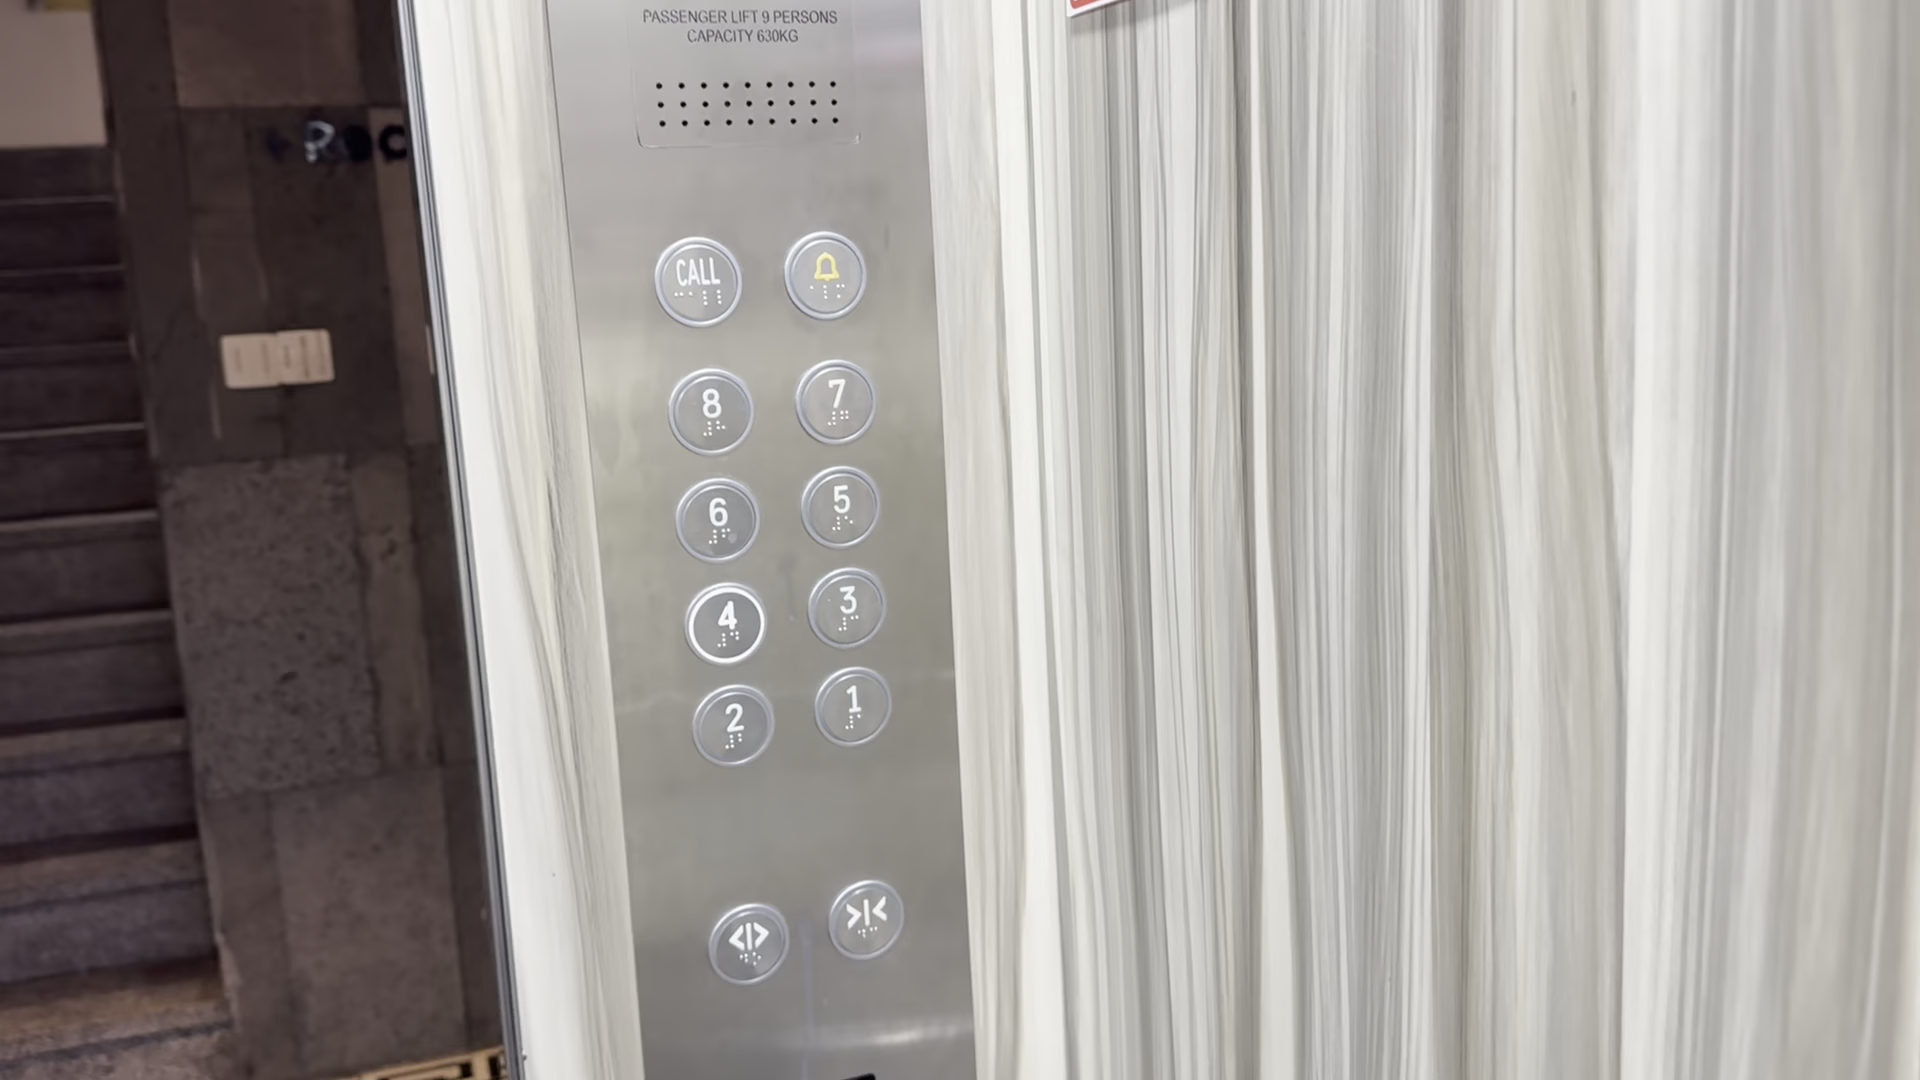 PASSENGER LIFT 9 PERSONS
CAPACITY 630KG
CALL
8 7
6 5
4 3
2 1
<|> >|<